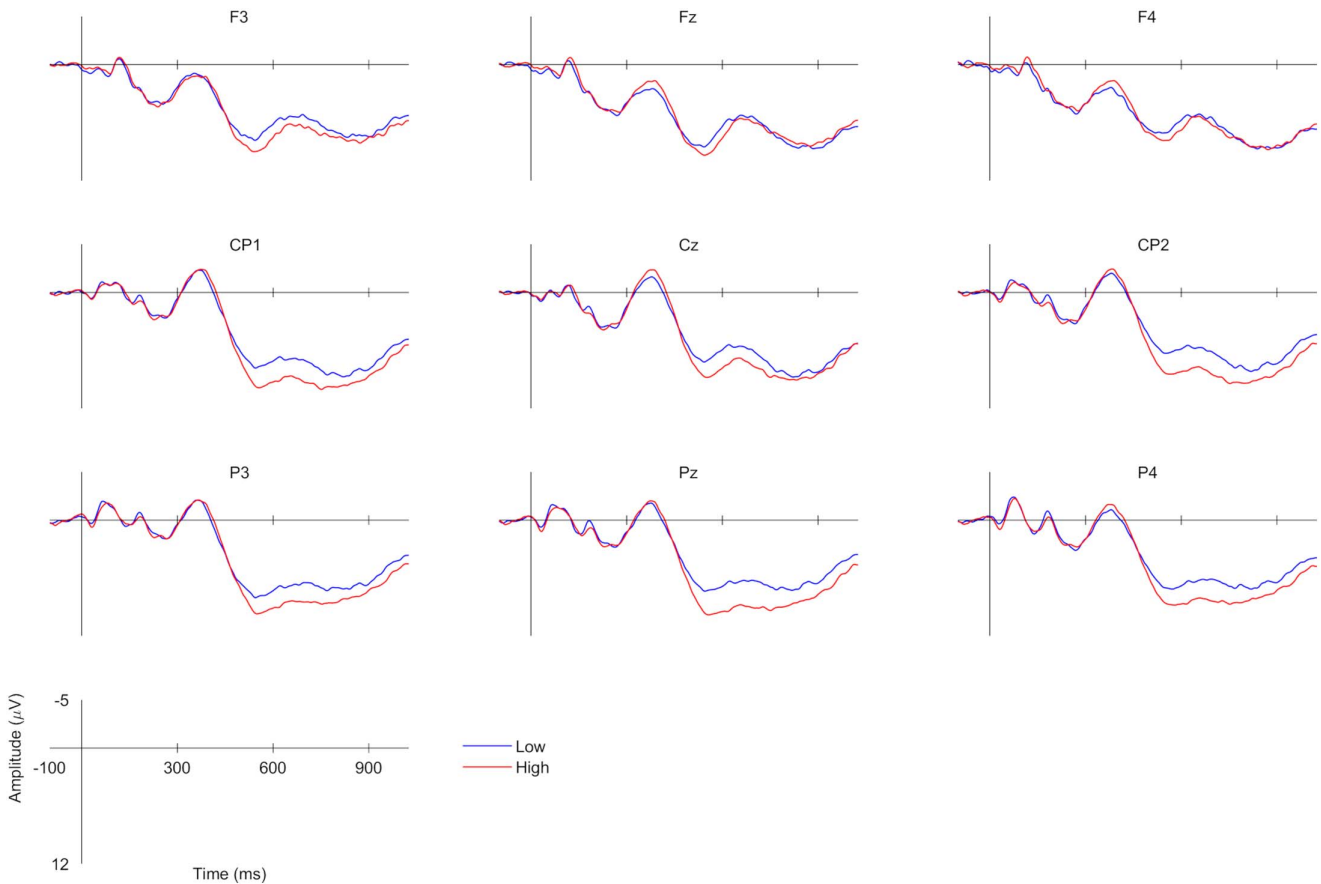 F3
Fz
F4
CP1
Cz
CP2
P3
Pz
P4
-5
Amplitude (μV)
-100
300
600
900
12
Time (ms)
Low
High